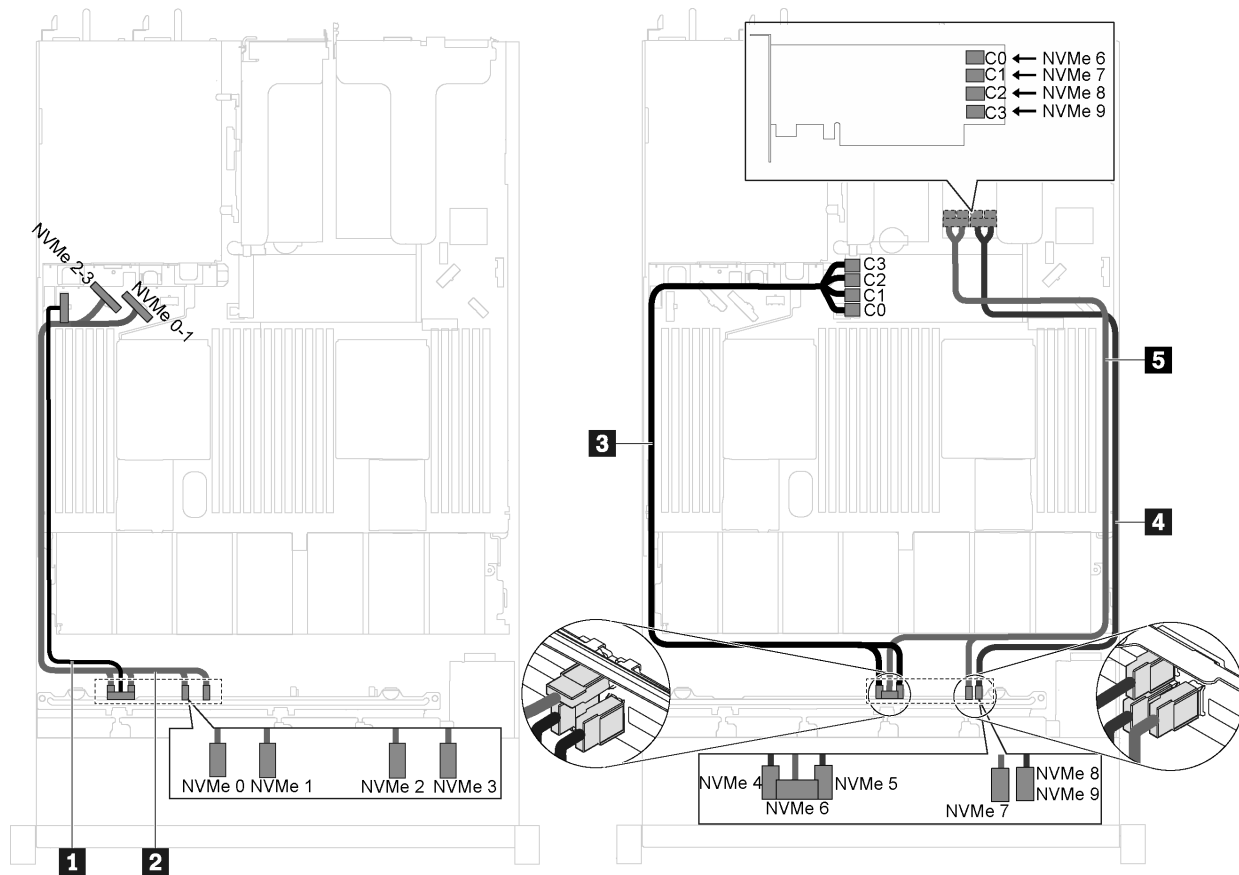 C0 ← NVMe 6
C1 ← NVMe 7
C2 ← NVMe 8
C3 ← NVMe 9
NVMe 2-3
NVMe 0-1
C3
C2
C1
C0
5
3
4
NVMe 0 NVMe 1 NVMe 2 NVMe 3
NVMe 4 NVMe 5
NVMe 6
NVMe 7
NVMe 8
NVMe 9
1 2